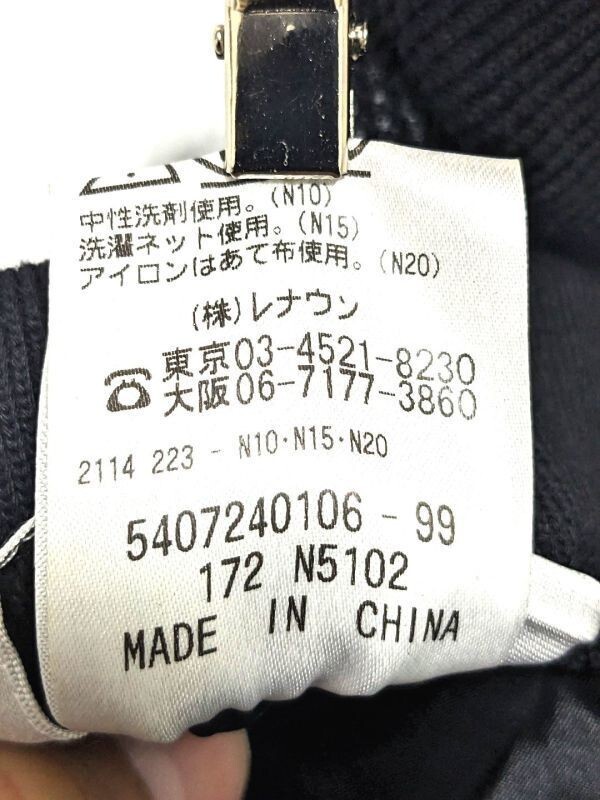 中性洗剤使用。(N10)
洗濯ネット使用。(N15)
アイロンはあて布使用。(N20)
(株)レナウン
東京03-4521-8230
☎大阪06-7177-3860
2114 223 - N10・N15・N20
5407240106 - 99
172 N5102
MADE IN CHINA